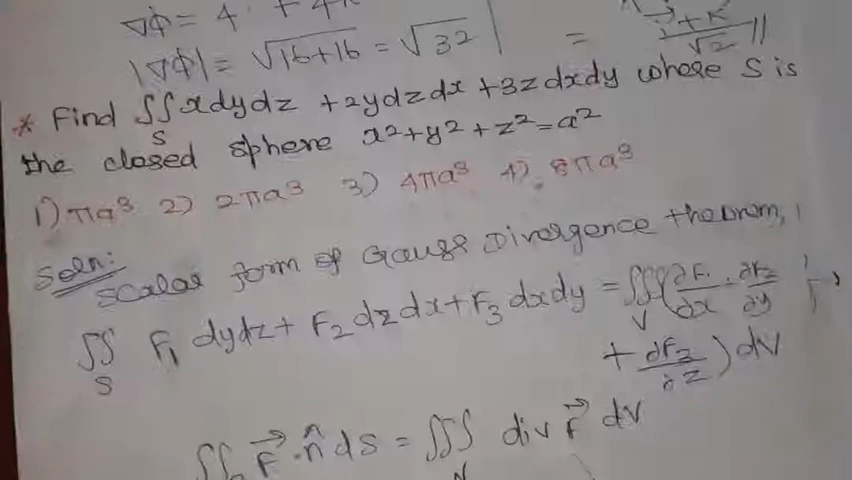 ∇Φ = 4 + 4k
|∇Φ| = √16+16 = √32 =
+k
√2 //
* Find ∬ xdydz + 2ydzdx + 3zdxdy where S is
S
the closed sphere x²+y²+z²=a²
1) πa³ 2) 2πa³ 3) 4πa³ 4) 8πa³
Soln:
Scalar form of Gauss Divergence theorem,
∬ F₁ dydz + F₂ dzdx + F₃ dxdy = ∭ (∂F₁/∂x + ∂F₂/∂y
S V
+ ∂F₃/∂z) dV
∬ F⃗.n̂ ds = ∭ div F⃗ dV